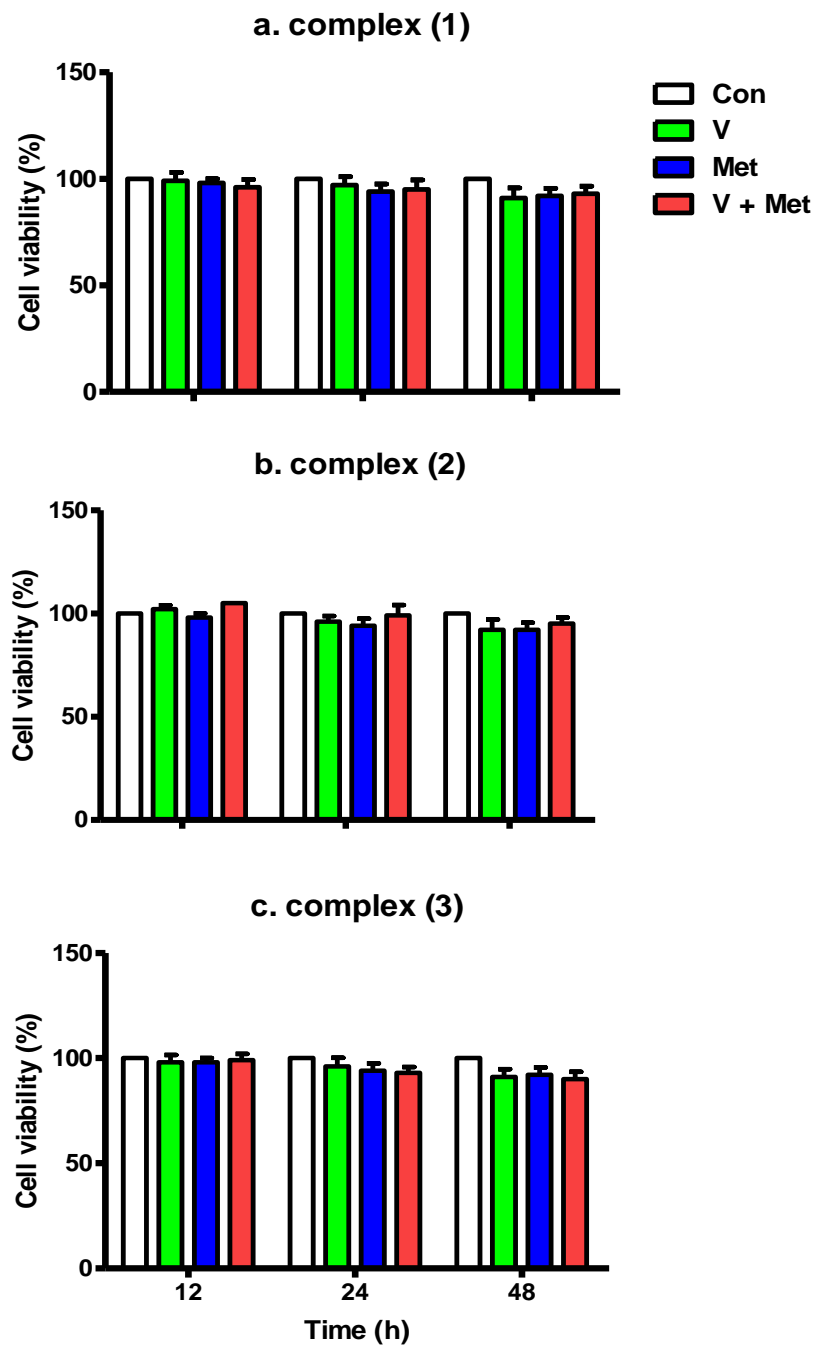 a. complex (1)
150
100
50
0
Cell viability (%)
Con
V
Met
V + Met
b. complex (2)
150
100
50
0
Cell viability (%)
c. complex (3)
150
100
50
0
Cell viability (%)
12 24 48
Time (h)